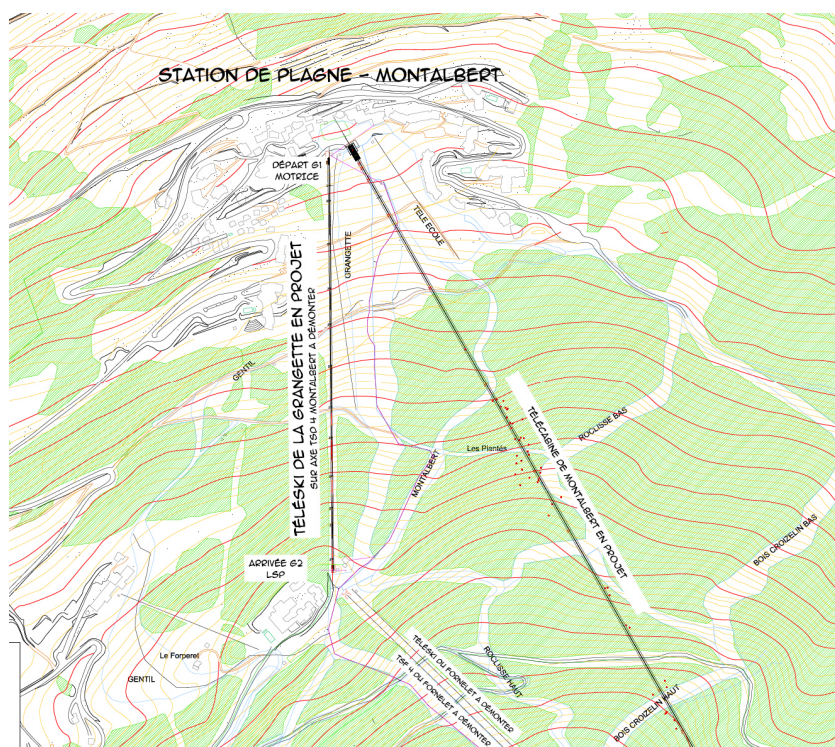 STATION DE PLAGNE - MONTALBERT
DÉPART G1
MOTRICE
TÉLÉSKI DE LA GRANGETTE EN PROJET
SUR AXE TSD 4 MONTALBERT A DÉMONTER
GRANGETTE
TELE ECOLE
GENTIL
TÉLÉCABINE DE MONTALBERT EN PROJET
ROCLISSE BAS
Les Plantés
MONTALBERT
BOIS CROIZELIN BAS
ARRIVÉE G2
LSP
Le Forperet
GENTIL
TÉLÉSKI DU FORNELET A DÉMONTER
TSF 4 DU FORNELET A DÉMONTER
ROCLISSE HAUT
BOIS CROIZELIN HAUT